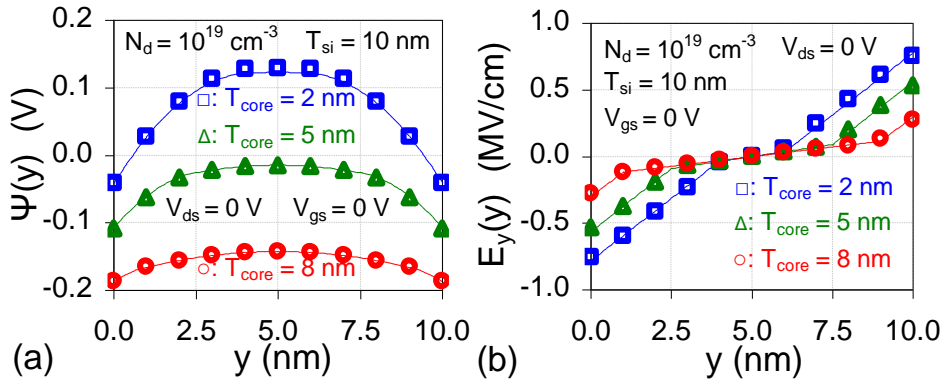 N_d = 10^19 cm^-3 T_si = 10 nm
□: T_core = 2 nm
Δ: T_core = 5 nm
V_ds = 0 V V_gs = 0 V
○: T_core = 8 nm
Ψ(y) (V)
0.1
0.0
-0.1
-0.2
0.0 2.5 5.0 7.5 10.0
y (nm)
(a)
N_d = 10^19 cm^-3 V_ds = 0 V
T_si = 10 nm
V_gs = 0 V
□: T_core = 2 nm
Δ: T_core = 5 nm
○: T_core = 8 nm
E_y(y) (MV/cm)
1.0
0.5
0.0
-0.5
-1.0
0.0 2.5 5.0 7.5 10.0
y (nm)
(b)